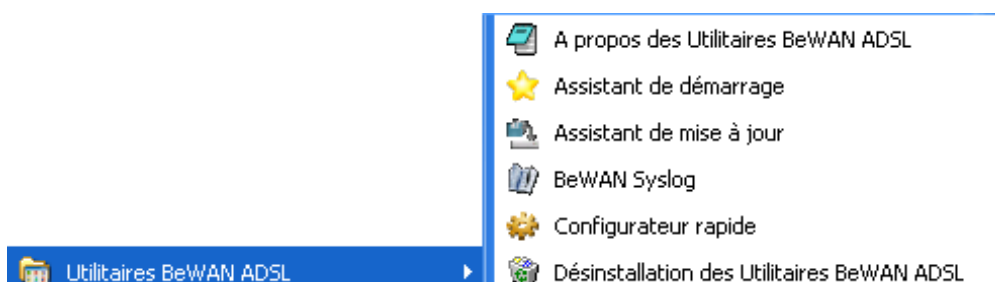 A propos des Utilitaires BeWAN ADSL
Assistant de démarrage
Assistant de mise à jour
BeWAN Syslog
Configurateur rapide
Utilitaires BeWAN ADSL
Désinstallation des Utilitaires BeWAN ADSL